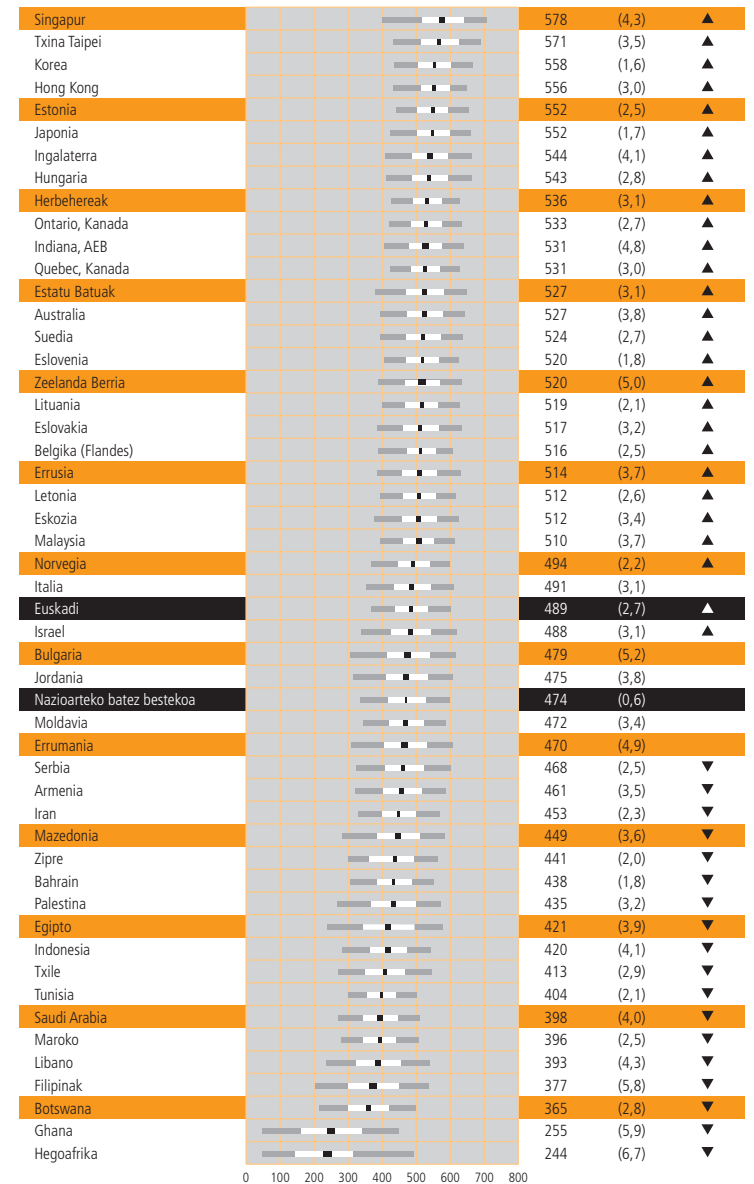 Singapur 578 (4,3) ▲
Txina Taipei 571 (3,5) ▲
Korea 558 (1,6) ▲
Hong Kong 556 (3,0) ▲
Estonia 552 (2,5) ▲
Japonia 552 (1,7) ▲
Ingalaterra 544 (4,1) ▲
Hungaria 543 (2,8) ▲
Herbehereak 536 (3,1) ▲
Ontario, Kanada 533 (2,7) ▲
Indiana, AEB 531 (4,8) ▲
Quebec, Kanada 531 (3,0) ▲
Estatu Batuak 527 (3,1) ▲
Australia 527 (3,8) ▲
Suedia 524 (2,7) ▲
Eslovenia 520 (1,8) ▲
Zeelanda Berria 520 (5,0) ▲
Lituania 519 (2,1) ▲
Eslovakia 517 (3,2) ▲
Belgika (Flandes) 516 (2,5) ▲
Errusia 514 (3,7) ▲
Letonia 512 (2,6) ▲
Eskozia 512 (3,4) ▲
Malaysia 510 (3,7) ▲
Norvegia 494 (2,2) ▲
Italia 491 (3,1)
Euskadi 489 (2,7) ▲
Israel 488 (3,1) ▲
Bulgaria 479 (5,2)
Jordania 475 (3,8)
Nazioarteko batez bestekoa 474 (0,6)
Moldavia 472 (3,4)
Errumania 470 (4,9)
Serbia 468 (2,5) ▼
Armenia 461 (3,5) ▼
Iran 453 (2,3) ▼
Mazedonia 449 (3,6) ▼
Zipre 441 (2,0) ▼
Bahrain 438 (1,8) ▼
Palestina 435 (3,2) ▼
Egipto 421 (3,9) ▼
Indonesia 420 (4,1) ▼
Txile 413 (2,9) ▼
Tunisia 404 (2,1) ▼
Saudi Arabia 398 (4,0) ▼
Maroko 396 (2,5) ▼
Libano 393 (4,3) ▼
Filipinak 377 (5,8) ▼
Botswana 365 (2,8) ▼
Ghana 255 (5,9) ▼
Hegoafrika 244 (6,7) ▼
0 100 200 300 400 500 600 700 800